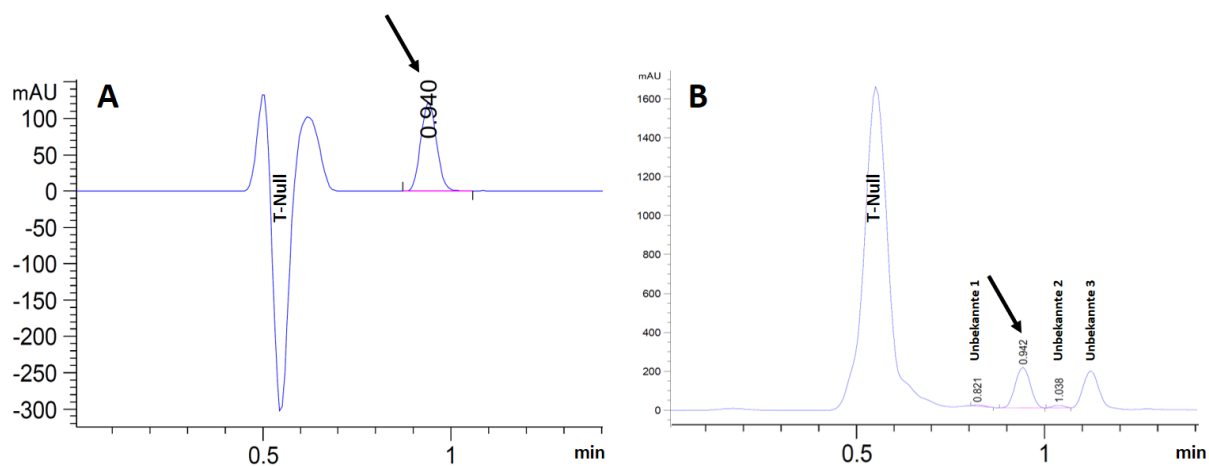 A
mAU
100
50
0
-50
-100
-150
-200
-250
-300
T-Null
0.940
0.5
1
min
B
mAU
1600
1400
1200
1000
800
600
400
200
0
T-Null
Unbekannte 1
0.821
0.942
Unbekannte 2
1.038
Unbekannte 3
0.5
1
min